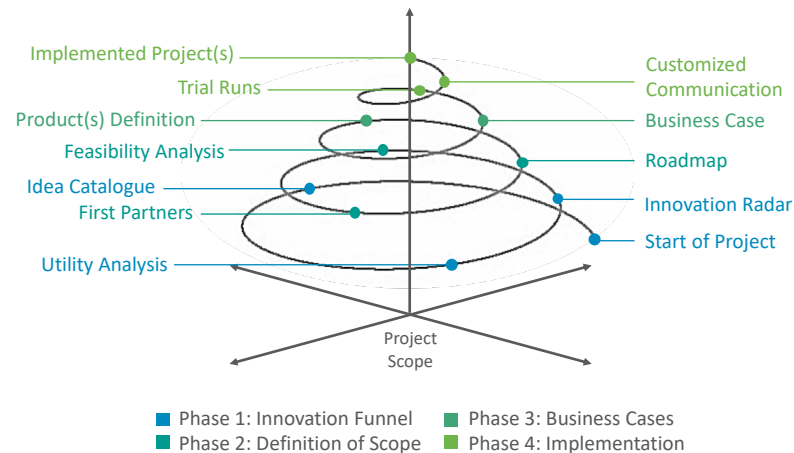 Implemented Project(s)
Trial Runs
Product(s) Definition
Feasibility Analysis
Idea Catalogue
First Partners
Utility Analysis
Customized
Communication
Business Case
Roadmap
Innovation Radar
Start of Project
Project
Scope
Phase 1: Innovation Funnel
Phase 2: Definition of Scope
Phase 3: Business Cases
Phase 4: Implementation